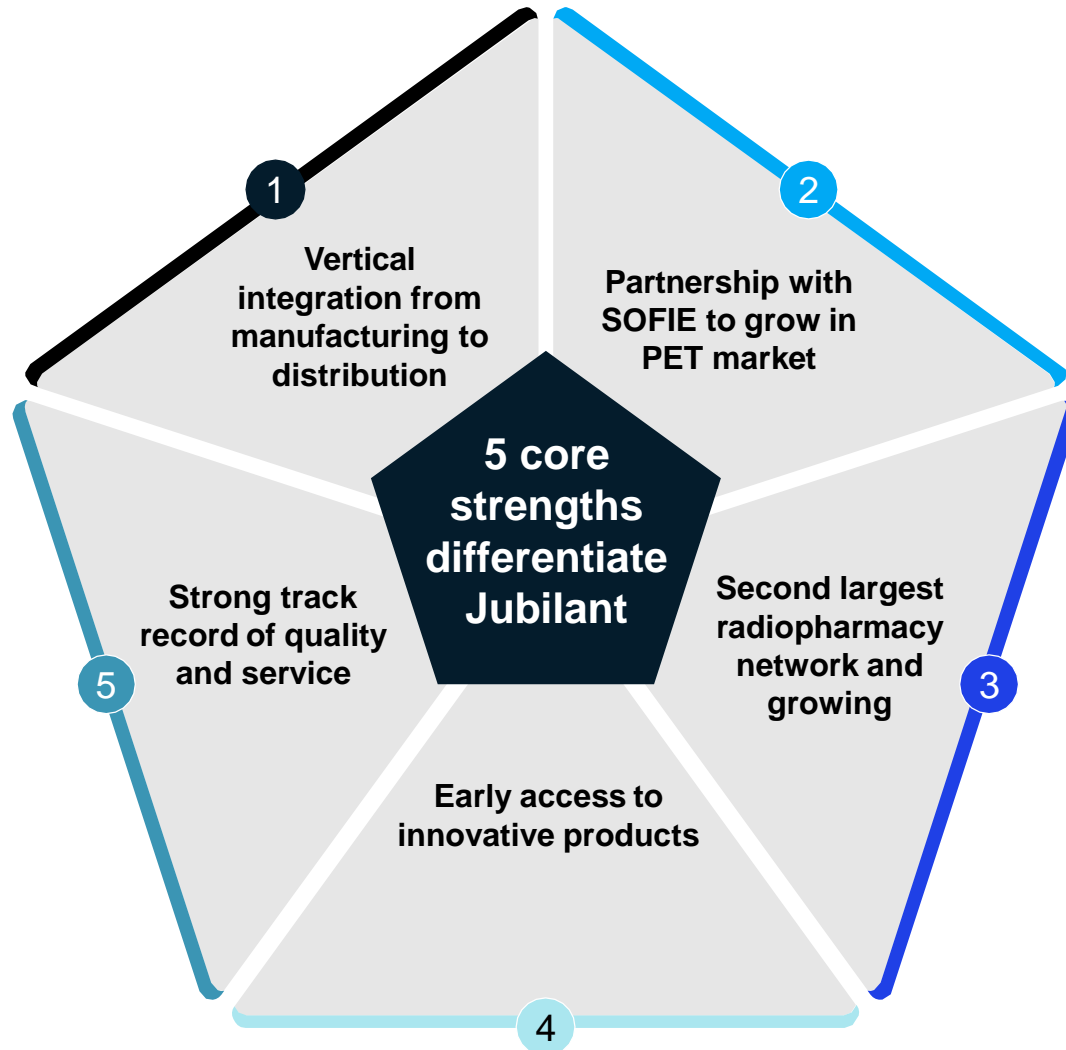 1
Vertical
integration from
manufacturing to
distribution
2
Partnership with
SOFIE to grow in
PET market
5 core
strengths
differentiate
Jubilant
Second largest
radiopharmacy
network and
growing
3
Early access to
innovative products
4
Strong track
record of quality
and service
5